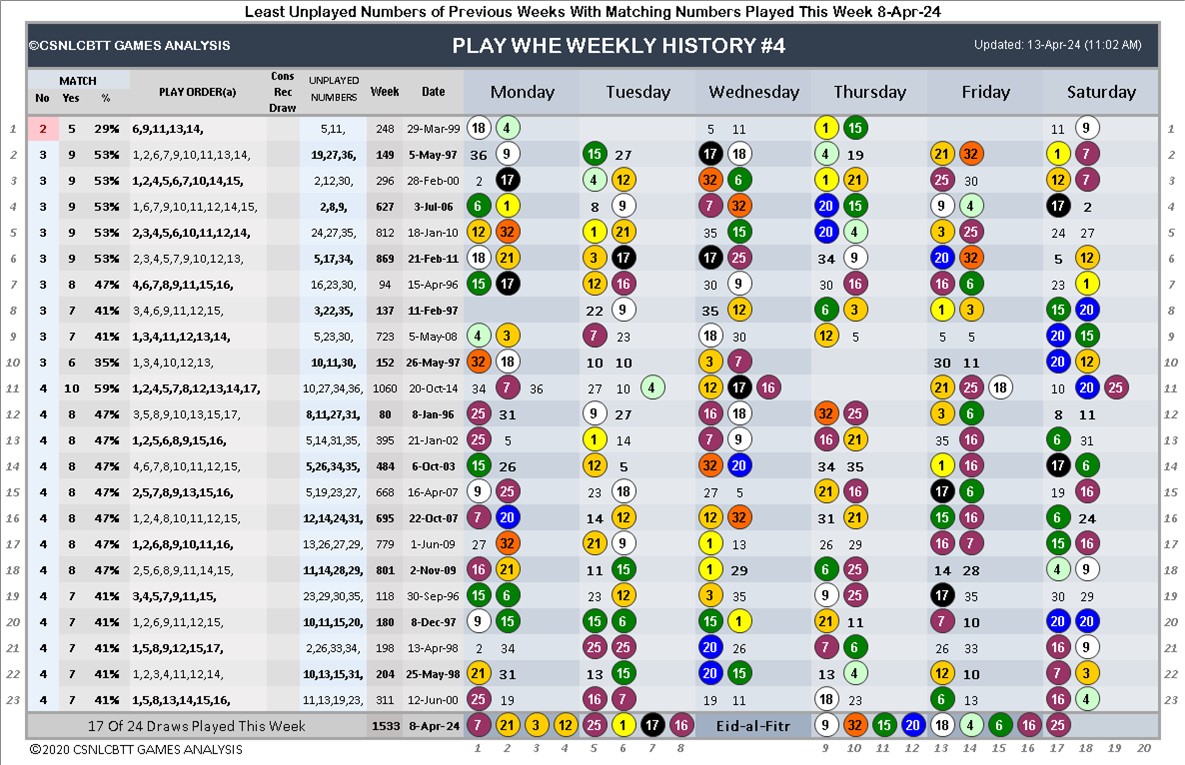 Least Unplayed Numbers of Previous Weeks With Matching Numbers Played This Week 8-Apr-24
©CSNLCBTT GAMES ANALYSIS PLAY WHE WEEKLY HISTORY #4 Updated: 13-Apr-24 (11:02 AM)
MATCH Cons
No Yes % PLAY ORDER(a) Rec UNPLAYED NUMBERS Week Date Monday Tuesday Wednesday Thursday Friday Saturday
Draw
1 2 5 29% 6,9,11,13,14, 5,11, 248 29-Mar-99 18 4 5 11 1 15 11 9 1
2 3 9 53% 1,2,6,7,9,10,11,13,14, 19,27,36, 149 5-May-97 36 9 15 27 17 18 4 19 21 32 1 7 2
3 3 9 53% 1,2,4,5,6,7,10,14,15, 2,12,30, 296 28-Feb-00 2 17 4 12 32 6 1 21 25 30 12 7 3
4 3 9 53% 1,6,7,9,10,11,12,14,15, 2,8,9, 627 3-Jul-06 6 1 8 9 7 32 20 15 9 4 17 2 4
5 3 9 53% 2,3,4,5,6,10,11,12,14, 24,27,35, 812 18-Jan-10 12 32 1 21 35 15 20 4 3 25 24 27 5
6 3 9 53% 2,3,4,5,7,9,10,12,13, 5,17,34, 869 21-Feb-11 18 21 3 17 17 25 34 9 20 32 5 12 6
7 3 8 47% 4,6,7,8,9,11,15,16, 16,23,30, 94 15-Apr-96 15 17 12 16 30 9 30 16 16 6 23 1 7
8 3 7 41% 3,4,6,9,11,12,15, 3,22,35, 137 11-Feb-97 22 9 35 12 6 3 1 3 15 20 8
9 3 7 41% 1,3,4,11,12,13,14, 5,23,30, 723 5-May-08 4 3 7 23 18 30 12 5 5 5 20 15 9
10 3 6 35% 1,3,4,10,12,13, 10,11,30, 152 26-May-97 32 18 10 10 3 7 30 11 20 12 10
11 4 10 59% 1,2,4,5,7,8,12,13,14,17, 10,27,34,36, 1060 20-Oct-14 34 7 36 27 10 4 12 17 16 21 25 18 10 20 25 11
12 4 8 47% 3,5,8,9,10,13,15,17, 8,11,27,31, 80 8-Jan-96 25 31 9 27 16 18 32 25 3 6 8 11 12
13 4 8 47% 1,2,5,6,8,9,15,16, 5,14,31,35, 395 21-Jan-02 25 5 1 14 7 9 16 21 35 16 6 31 13
14 4 8 47% 4,6,7,8,10,11,12,15, 5,26,34,35, 484 6-Oct-03 15 26 12 5 32 20 34 35 1 16 17 6 14
15 4 8 47% 2,5,7,8,9,13,15,16, 5,19,23,27, 668 16-Apr-07 9 25 23 18 27 5 21 16 17 6 19 16 15
16 4 8 47% 1,2,4,8,10,11,12,15, 12,14,24,31, 695 22-Oct-07 7 20 14 12 12 32 31 21 15 16 6 24 16
17 4 8 47% 1,2,6,8,9,10,11,16, 13,26,27,29, 779 1-Jun-09 27 32 21 9 1 13 26 29 16 7 15 16 17
18 4 8 47% 2,5,6,8,9,11,14,15, 11,14,28,29, 801 2-Nov-09 16 21 11 15 1 29 6 25 14 28 4 9 18
19 4 7 41% 3,4,5,7,9,11,15, 23,29,30,35, 118 30-Sep-96 15 6 23 12 3 35 9 25 17 35 30 29 19
20 4 7 41% 1,2,6,9,11,12,15, 10,11,15,20, 180 8-Dec-97 9 15 15 6 15 1 21 11 7 10 20 20 20
21 4 7 41% 1,5,8,9,12,15,17, 2,26,33,34, 198 13-Apr-98 2 34 25 25 20 26 7 6 26 33 16 9 21
22 4 7 41% 1,2,3,4,11,12,14, 10,13,15,31, 204 25-May-98 21 31 13 15 20 15 13 4 12 10 7 3 22
23 4 7 41% 1,5,8,13,14,15,16, 11,13,19,23, 311 12-Jun-00 25 19 16 7 19 11 18 23 6 13 16 4 23
17 Of 24 Draws Played This Week 1533 8-Apr-24 7 21 3 12 25 1 17 16 Eid-al-Fitr 9 32 15 20 18 4 6 16 25
©2020 CSNLCBTT GAMES ANALYSIS 1 2 3 4 5 6 7 8 9 10 11 12 13 14 15 16 17 18 19 20